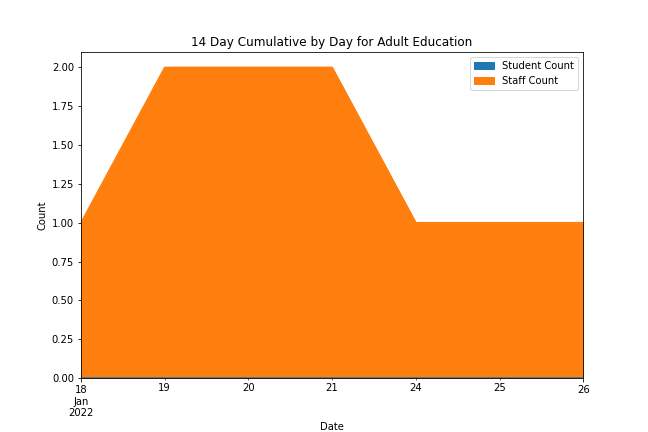 14 Day Cumulative by Day for Adult Education
Student Count
Staff Count
2.00
1.75
1.50
1.25
1.00
0.75
0.50
0.25
0.00
Count
18 19 20 21 24 25 26
Jan
2022
Date